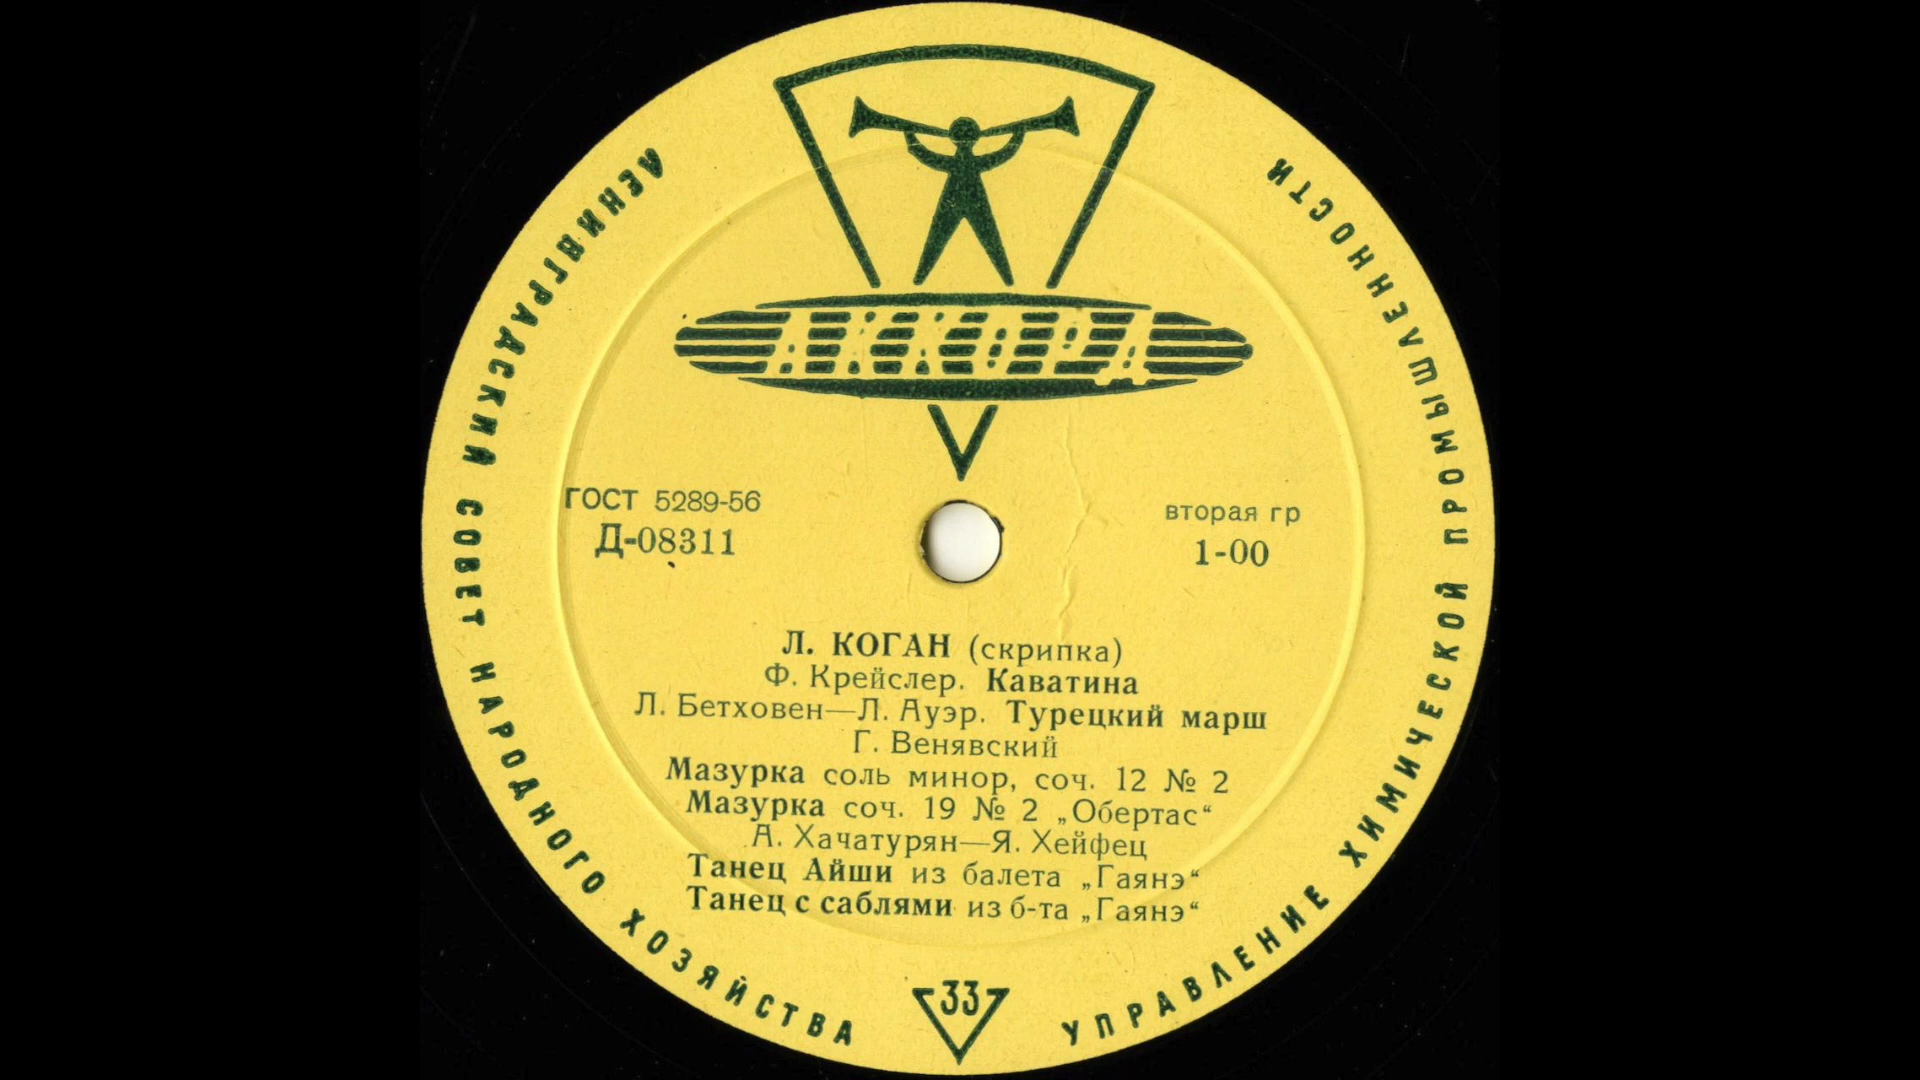 АККОРД
ЛЕНИНГРАДСКИЙ СОВЕТ НАРОДНОГО ХОЗЯЙСТВА
УПРАВЛЕНИЕ ХИМИЧЕСКОЙ ПРОМЫШЛЕННОСТИ
ГОСТ 5289-56
Д-08311
вторая гр
1-00
Л. КОГАН (скрипка)
Ф. Крейслер. Каватина
Л. Бетховен—Л. Ауэр. Турецкий марш
Г. Венявский
Мазурка соль минор, соч. 12 № 2
Мазурка соч. 19 № 2 „Обертас“
А. Хачатурян—Я. Хейфец
Танец Айши из балета „Гаянэ“
Танец с саблями из б-та „Гаянэ“
33